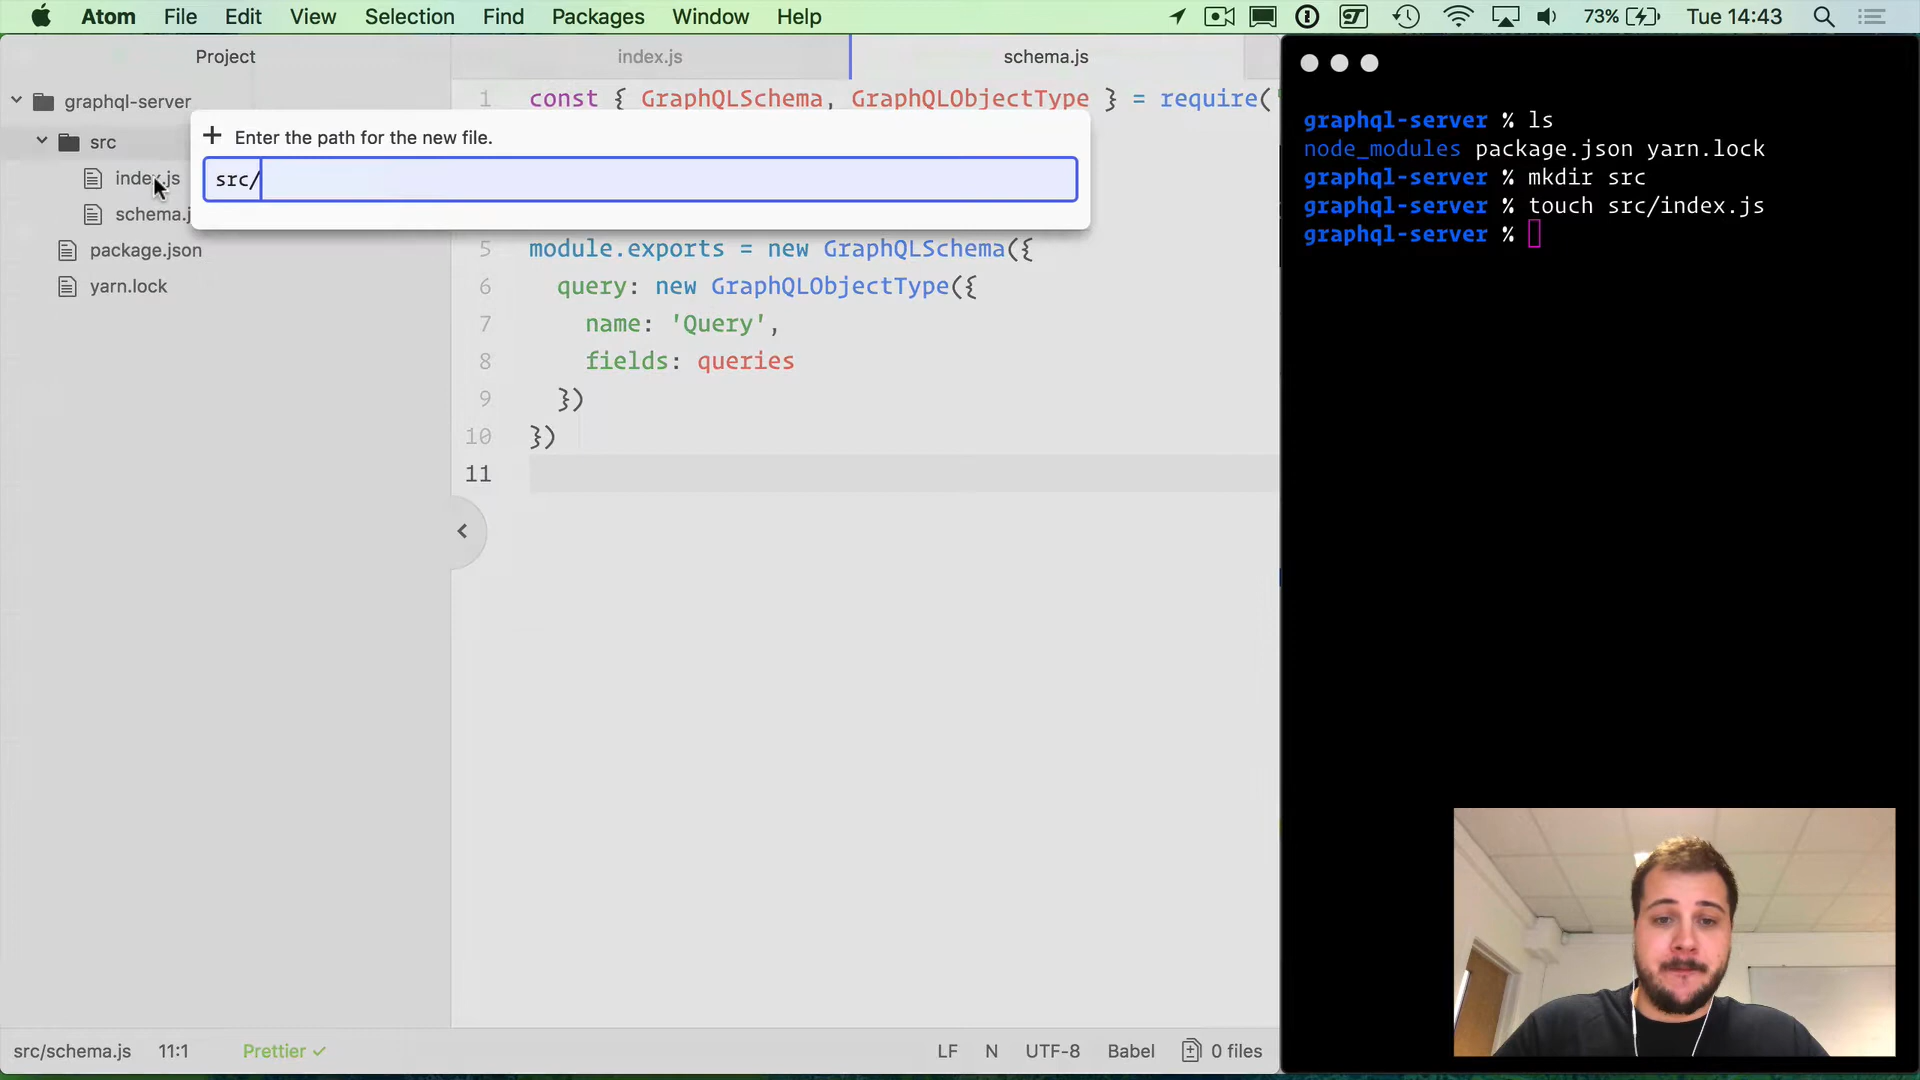 Atom File Edit View Selection Find Packages Window Help 73% Tue 14:43
Project
graphql-server
src
index.js
schema.j
package.json
yarn.lock
index.js schema.js
+ Enter the path for the new file.
src/
1 const { GraphQLSchema, GraphQLObjectType } = require(
5 module.exports = new GraphQLSchema({
6 query: new GraphQLObjectType({
7 name: 'Query',
8 fields: queries
9 })
10 })
11
src/schema.js 11:1 Prettier ✓ LF N UTF-8 Babel 0 files
graphql-server % ls
node_modules package.json yarn.lock
graphql-server % mkdir src
graphql-server % touch src/index.js
graphql-server %